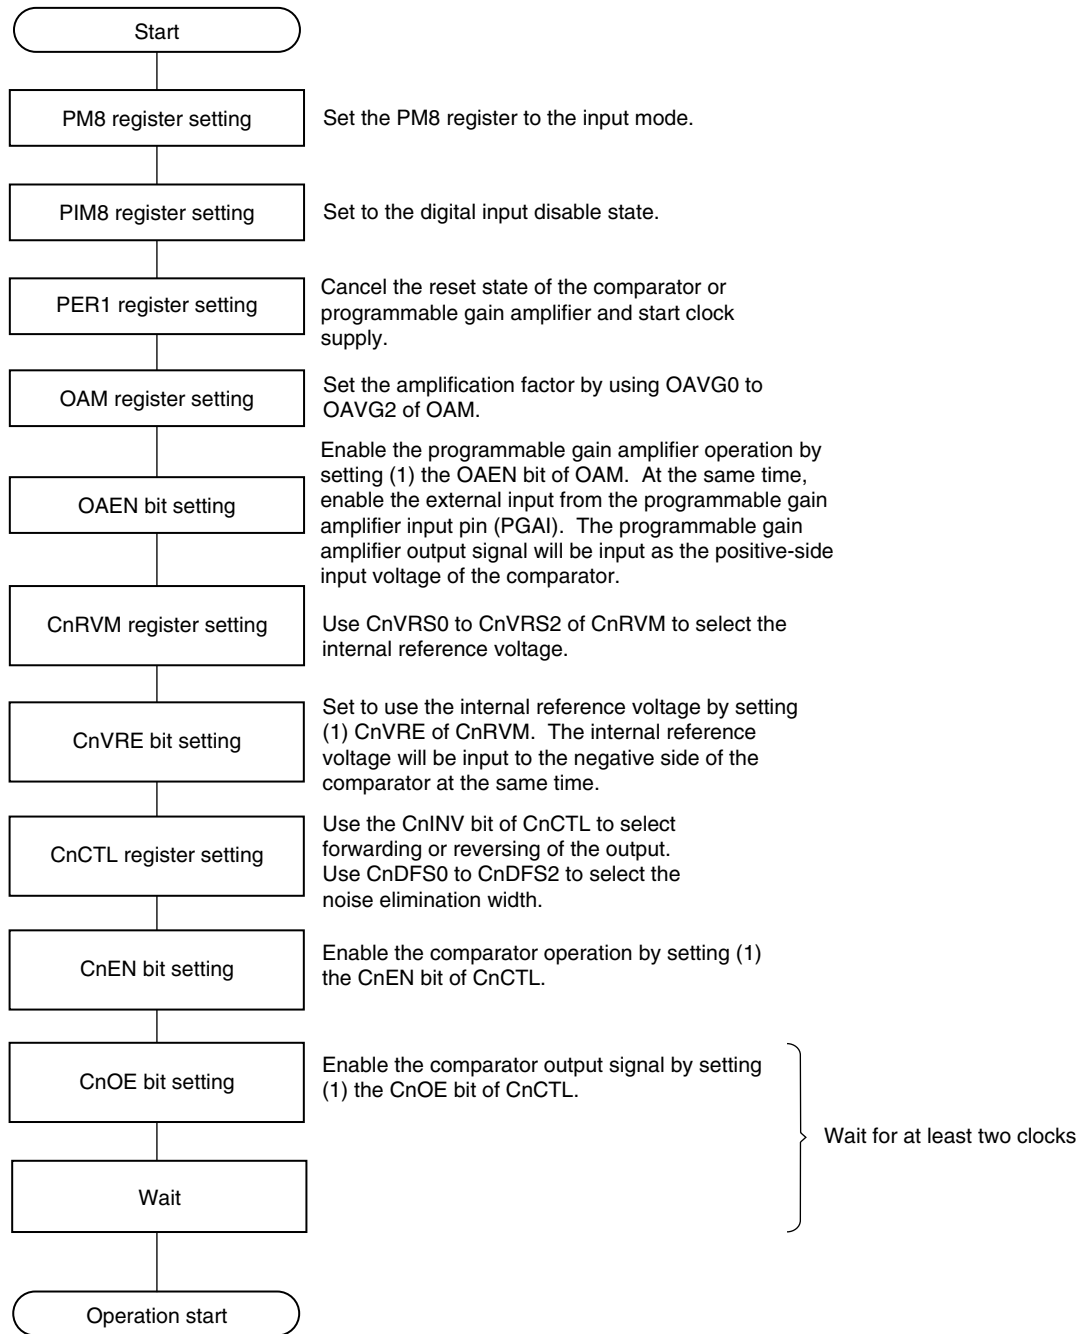 Start
PM8 register setting
Set the PM8 register to the input mode.
PIM8 register setting
Set to the digital input disable state.
PER1 register setting
Cancel the reset state of the comparator or
programmable gain amplifier and start clock
supply.
OAM register setting
Set the amplification factor by using OAVG0 to
OAVG2 of OAM.
OAEN bit setting
Enable the programmable gain amplifier operation by
setting (1) the OAEN bit of OAM.  At the same time,
enable the external input from the programmable gain
amplifier input pin (PGAI).  The programmable gain
amplifier output signal will be input as the positive-side
input voltage of the comparator.
CnRVM register setting
Use CnVRS0 to CnVRS2 of CnRVM to select the
internal reference voltage.
CnVRE bit setting
Set to use the internal reference voltage by setting
(1) CnVRE of CnRVM.  The internal reference
voltage will be input to the negative side of the
comparator at the same time.
CnCTL register setting
Use the CnINV bit of CnCTL to select
forwarding or reversing of the output.
Use CnDFS0 to CnDFS2 to select the
noise elimination width.
CnEN bit setting
Enable the comparator operation by setting (1)
the CnEN bit of CnCTL.
CnOE bit setting
Enable the comparator output signal by setting
(1) the CnOE bit of CnCTL.
Wait for at least two clocks
Wait
Operation start